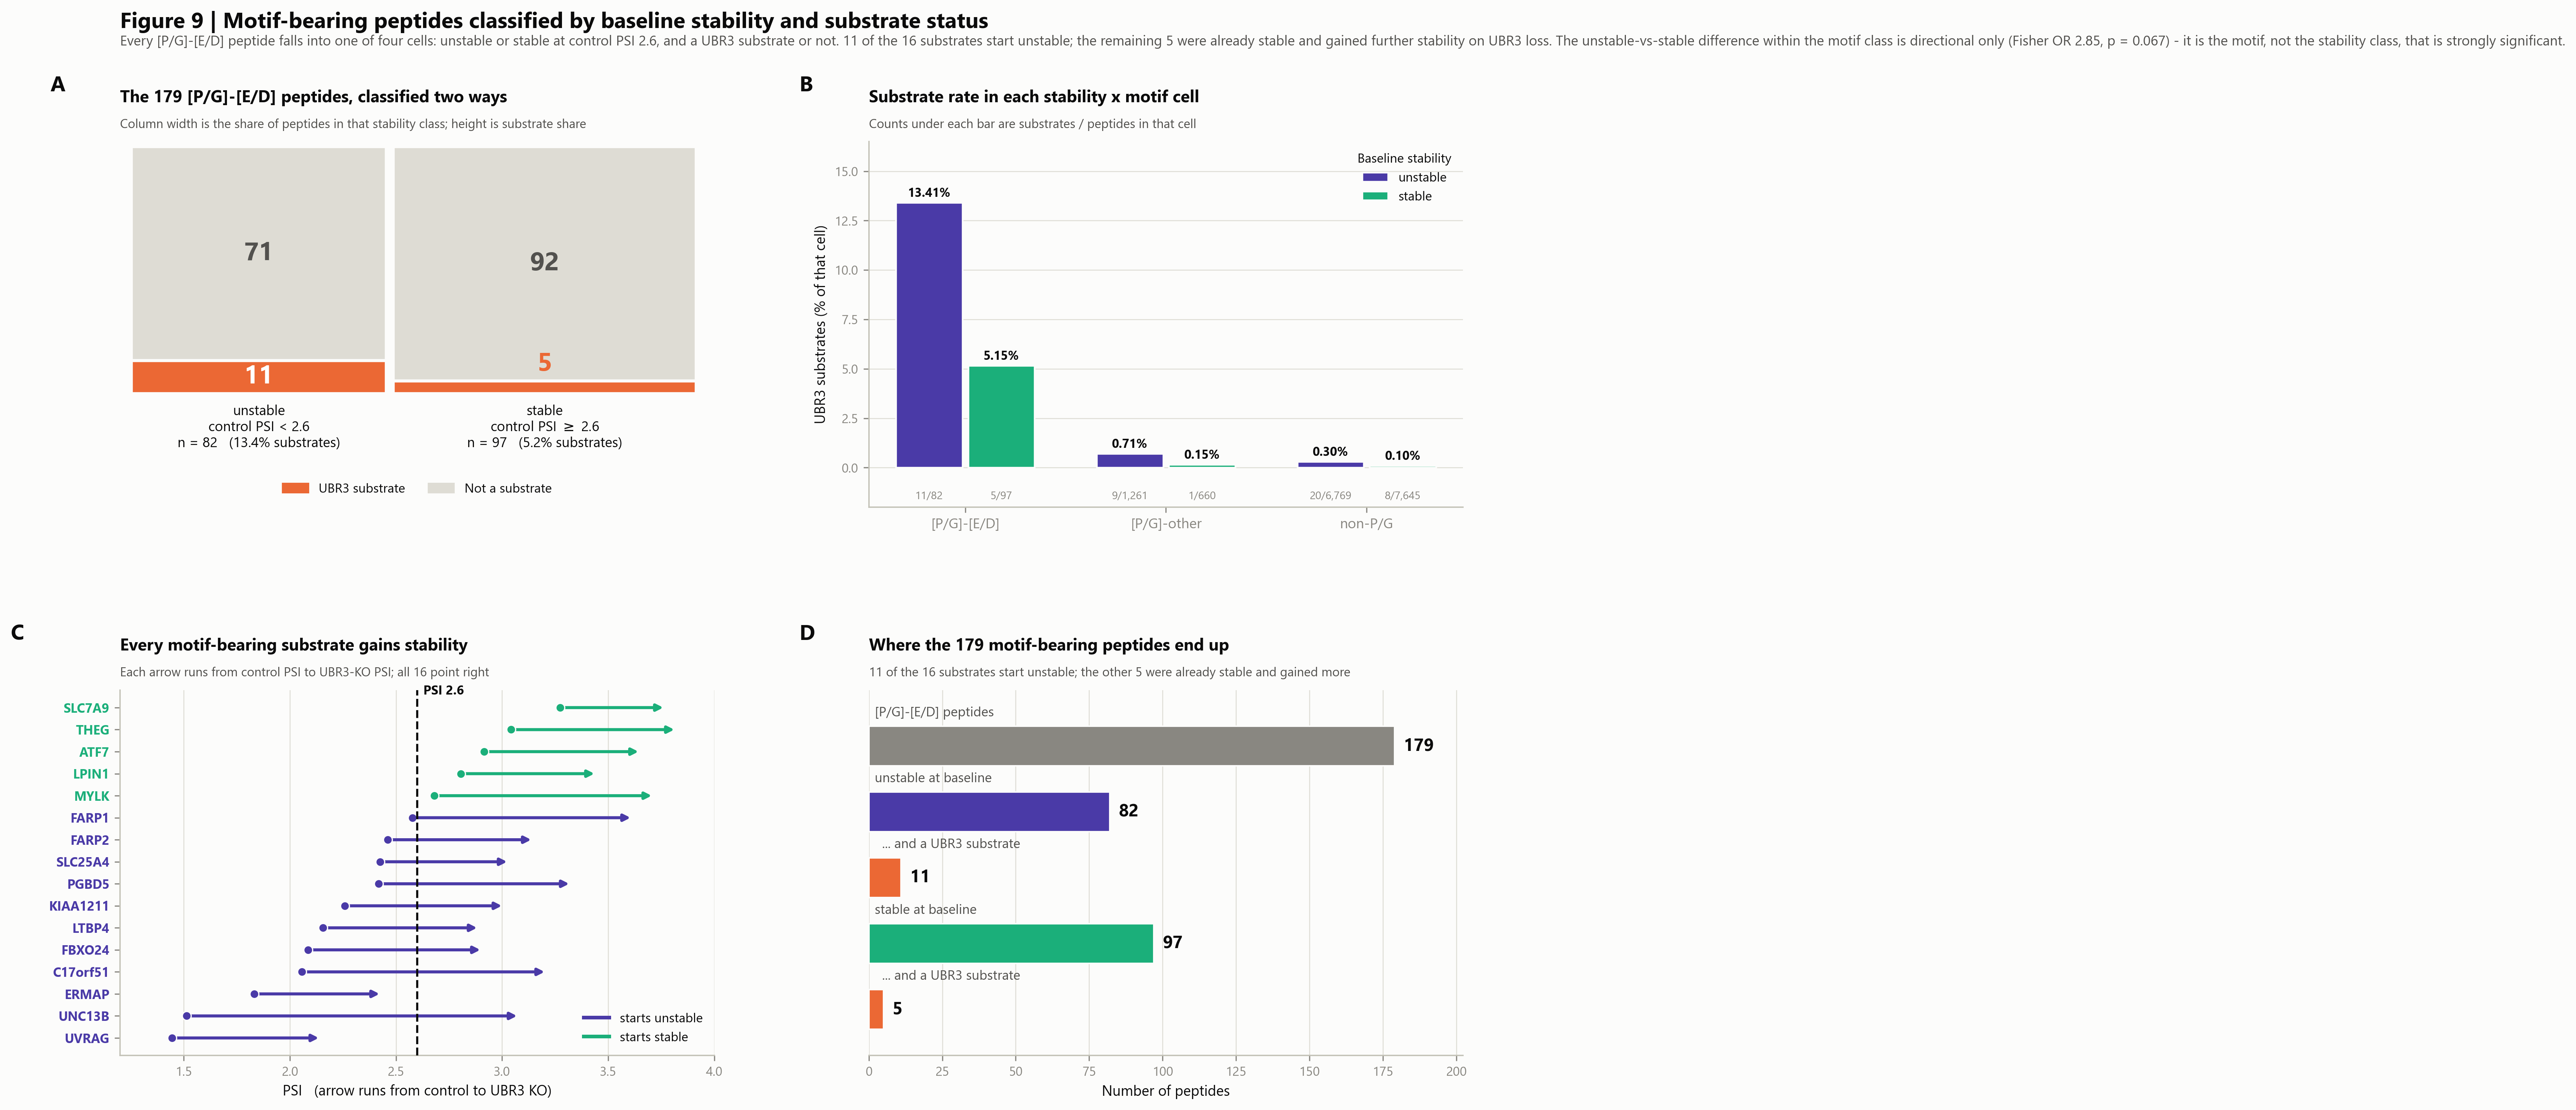 Figure 9 | Motif-bearing peptides classified by baseline stability and substrate status
Every [P/G]-[E/D] peptide falls into one of four cells: unstable or stable at control PSI 2.6, and a UBR3 substrate or not. 11 of the 16 substrates start unstable; the remaining 5 were already stable and gained further stability on UBR3 loss. The unstable-vs-stable difference within the motif class is directional only (Fisher OR 2.85, p = 0.067) - it is the motif, not the stability class, that is strongly significant.
A
The 179 [P/G]-[E/D] peptides, classified two ways
Column width is the share of peptides in that stability class; height is substrate share
71
92
11
5
unstable
control PSI < 2.6
n = 82 (13.4% substrates)
stable
control PSI ≥ 2.6
n = 97 (5.2% substrates)
UBR3 substrate
Not a substrate
B
Substrate rate in each stability x motif cell
Counts under each bar are substrates / peptides in that cell
UBR3 substrates (% of that cell)
15.0
12.5
10.0
7.5
5.0
2.5
0.0
Baseline stability
unstable
stable
13.41%
5.15%
0.71%
0.15%
0.30%
0.10%
11/82
5/97
9/1,261
1/660
20/6,769
8/7,645
[P/G]-[E/D]
[P/G]-other
non-P/G
C
Every motif-bearing substrate gains stability
Each arrow runs from control PSI to UBR3-KO PSI; all 16 point right
PSI 2.6
SLC7A9
THEG
ATF7
LPIN1
MYLK
FARP1
FARP2
SLC25A4
PGBD5
KIAA1211
LTBP4
FBXO24
C17orf51
ERMAP
UNC13B
UVRAG
starts unstable
starts stable
1.5
2.0
2.5
3.0
3.5
4.0
PSI (arrow runs from control to UBR3 KO)
D
Where the 179 motif-bearing peptides end up
11 of the 16 substrates start unstable; the other 5 were already stable and gained more
[P/G]-[E/D] peptides
179
unstable at baseline
82
... and a UBR3 substrate
11
stable at baseline
97
... and a UBR3 substrate
5
0
25
50
75
100
125
150
175
200
Number of peptides